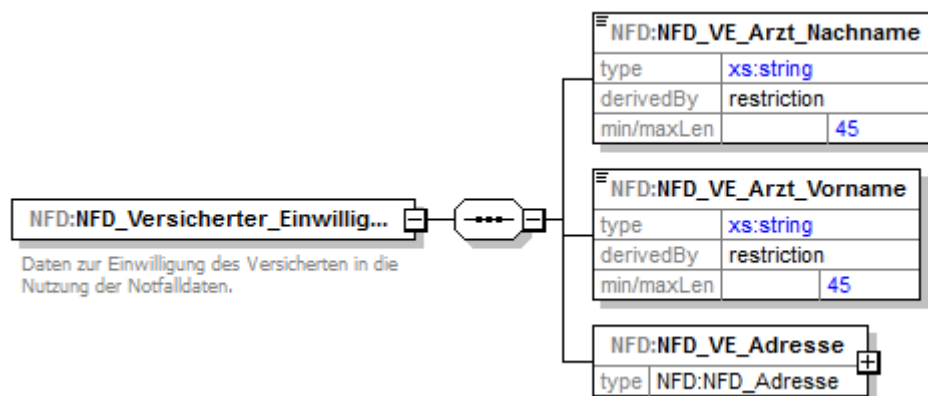 NFD:NFD_VE_Arzt_Nachname
type xs:string
derivedBy restriction
min/maxLen 45
NFD:NFD_VE_Arzt_Vorname
type xs:string
derivedBy restriction
min/maxLen 45
NFD:NFD_Versicherter_Einwillig...
Daten zur Einwilligung des Versicherten in die
Nutzung der Notfalldaten.
NFD:NFD_VE_Adresse
type NFD:NFD_Adresse